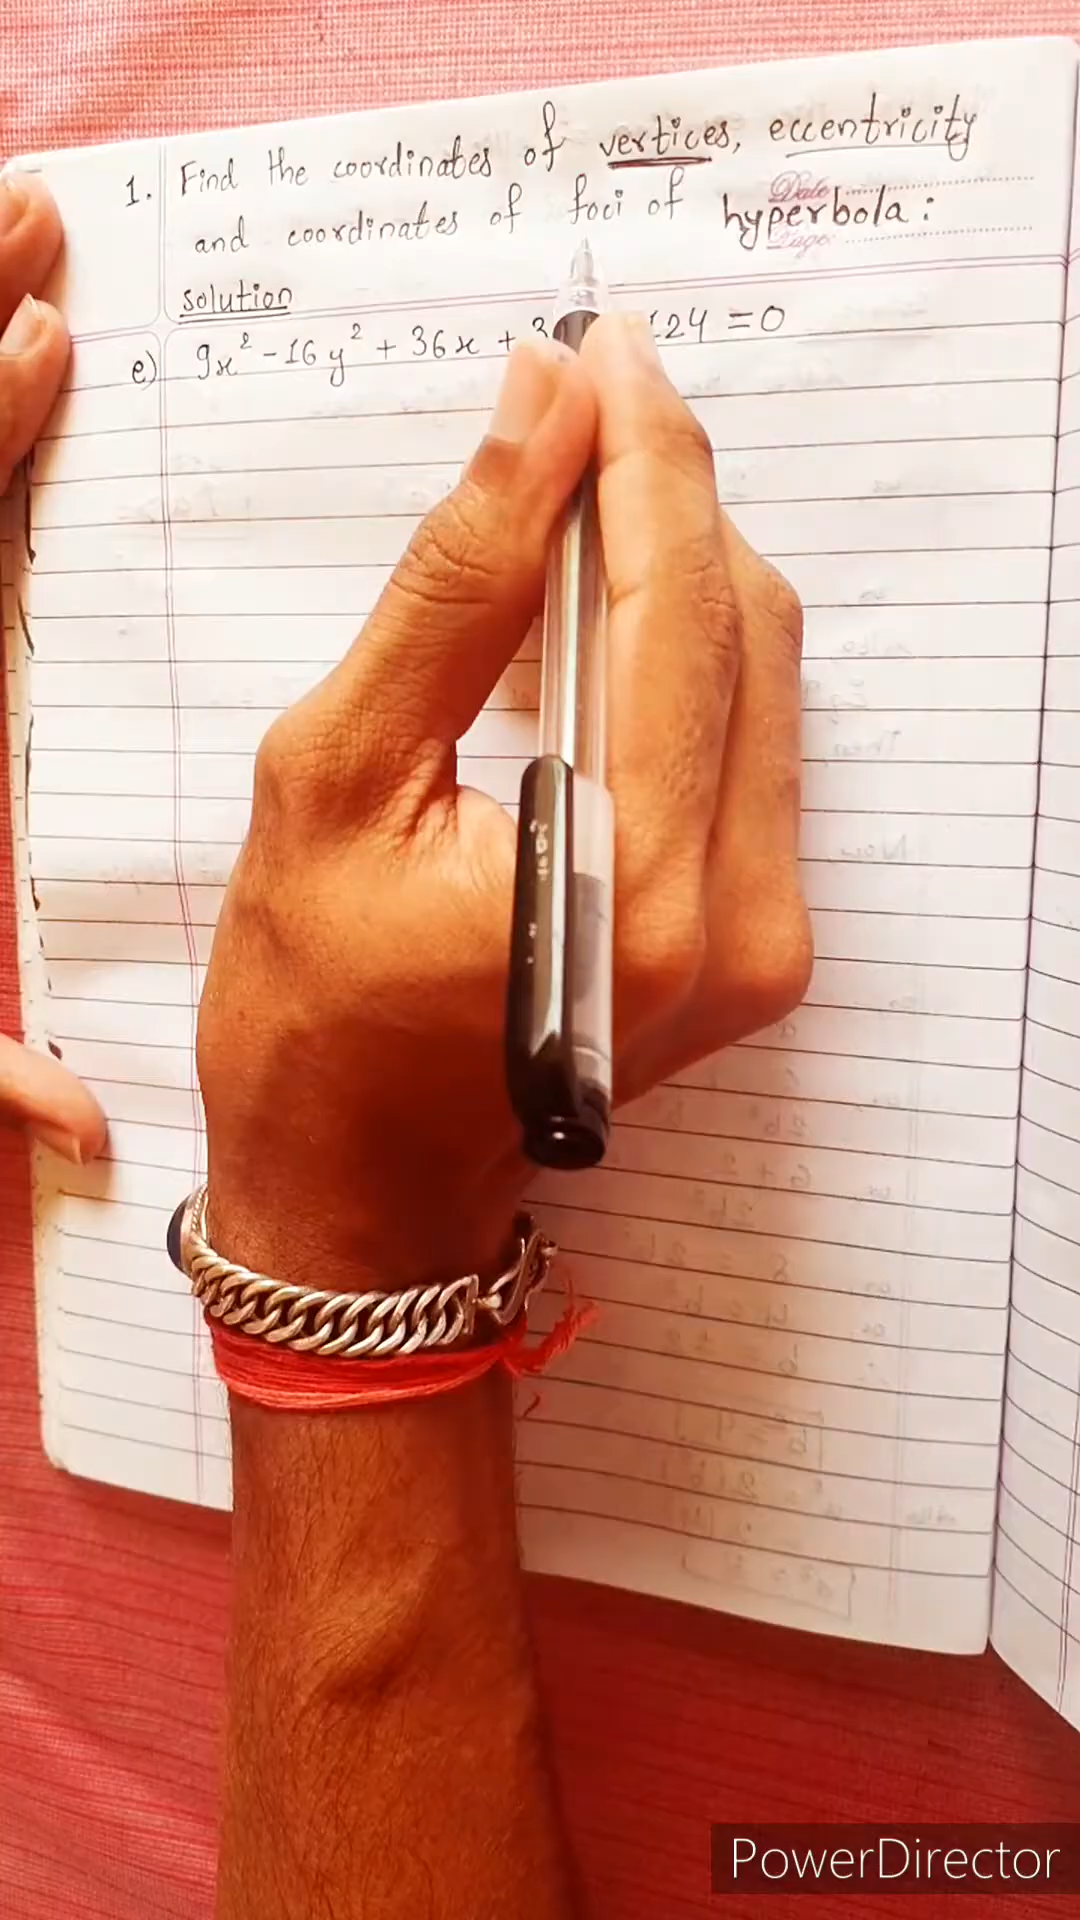 1. Find the coordinates of vertices, eccentricity
Date
and coordinates of foci of hyperbola:
Page
solution
e) 9x² - 16y² + 36x + 3 124 = 0
PowerDirector